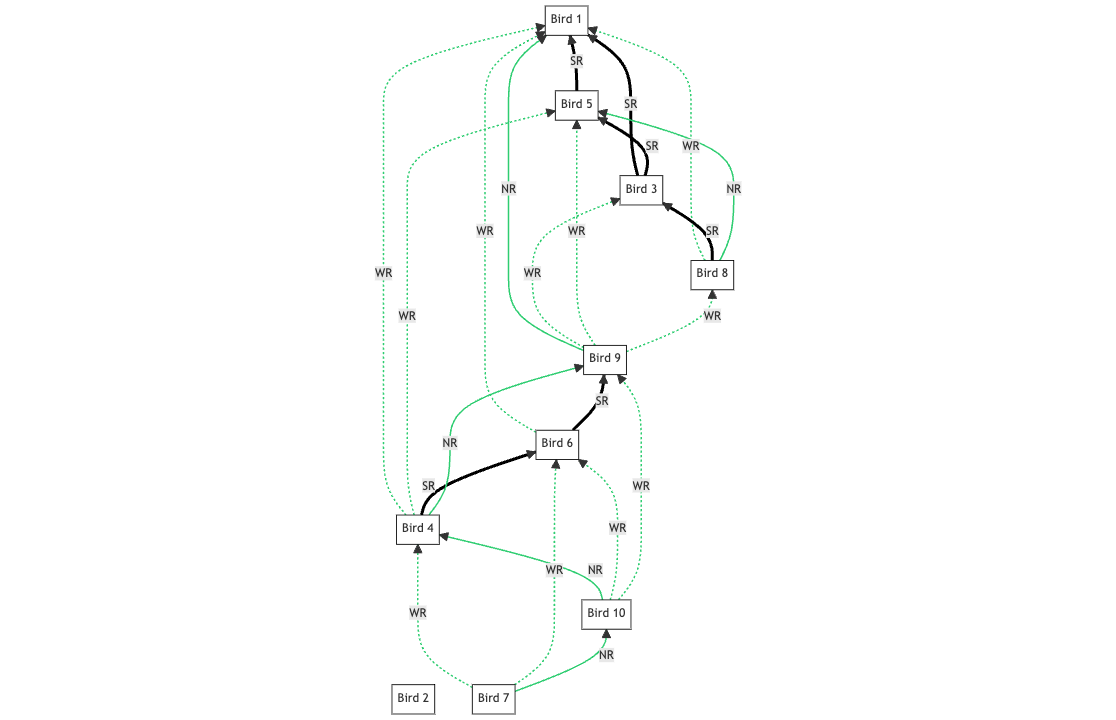 Bird 1
SR
Bird 5
SR
WR
SR
Bird 3
NR
NR
WR
WR
SR
WR
WR
Bird 8
WR
WR
Bird 9
SR
NR
Bird 6
SR
WR
Bird 4
WR
WR
NR
WR
Bird 10
NR
Bird 2
Bird 7